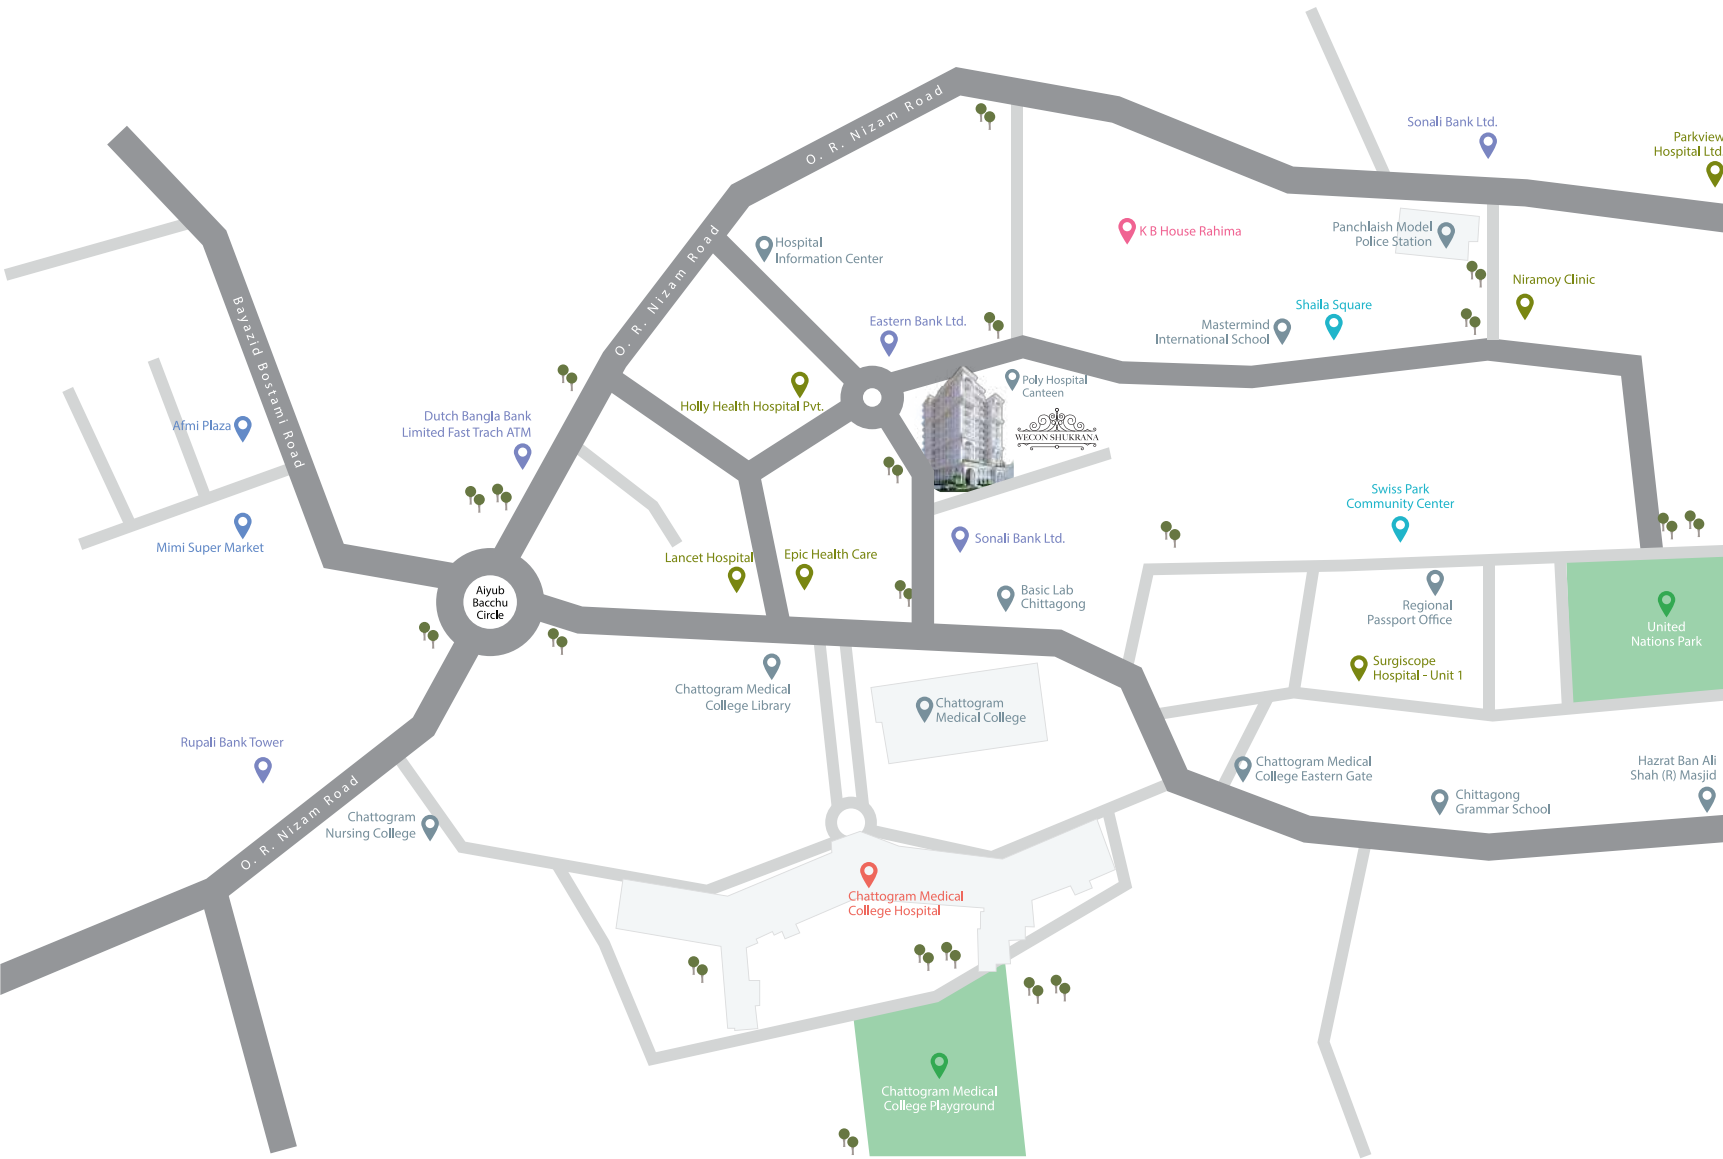 O. R. Nizam Road
Sonali Bank Ltd.
Parkview
Hospital Ltd.
O. R. Nizam Road
Hospital
Information Center
K B House Rahima
Panchlaish Model
Police Station
Niramoy Clinic
Shaila Square
Mastermind
International School
Eastern Bank Ltd.
Bayazid Bostami Road
Poly Hospital
Canteen
Holly Health Hospital Pvt.
Afmi Plaza
Dutch Bangla Bank
Limited Fast Trach ATM
WECON SHUKRANA
Swiss Park
Community Center
Mimi Super Market
Sonali Bank Ltd.
Lancet Hospital
Epic Health Care
Aiyub
Bacchu
Circle
Basic Lab
Chittagong
Regional
Passport Office
United
Nations Park
Surgiscope
Hospital - Unit 1
Chattogram Medical
College Library
Chattogram
Medical College
Rupali Bank Tower
Chattogram Medical
College Eastern Gate
Hazrat Ban Ali
Shah (R) Masjid
Chittagong
Grammar School
O. R. Nizam Road
Chattogram
Nursing College
Chattogram Medical
College Hospital
Chattogram Medical
College Playground